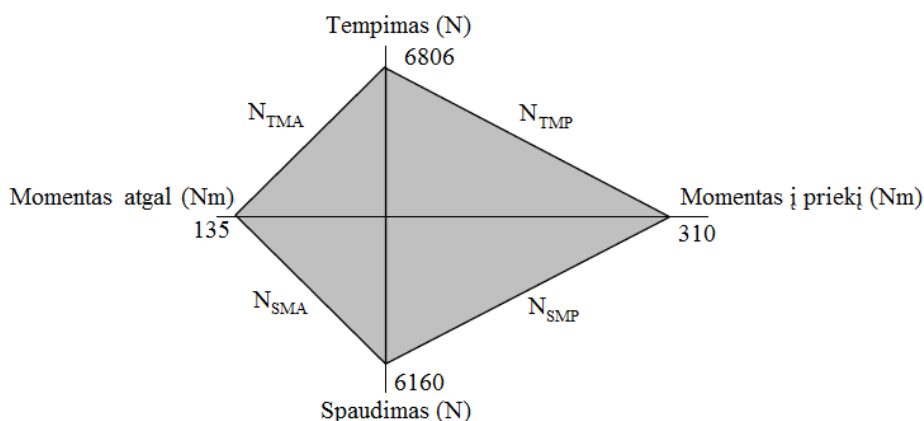 Tempimas (N)
6806
N_TMA
N_TMP
Momentas atgal (Nm)
Momentas į priekį (Nm)
135
310
N_SMA
N_SMP
6160
Spaudimas (N)